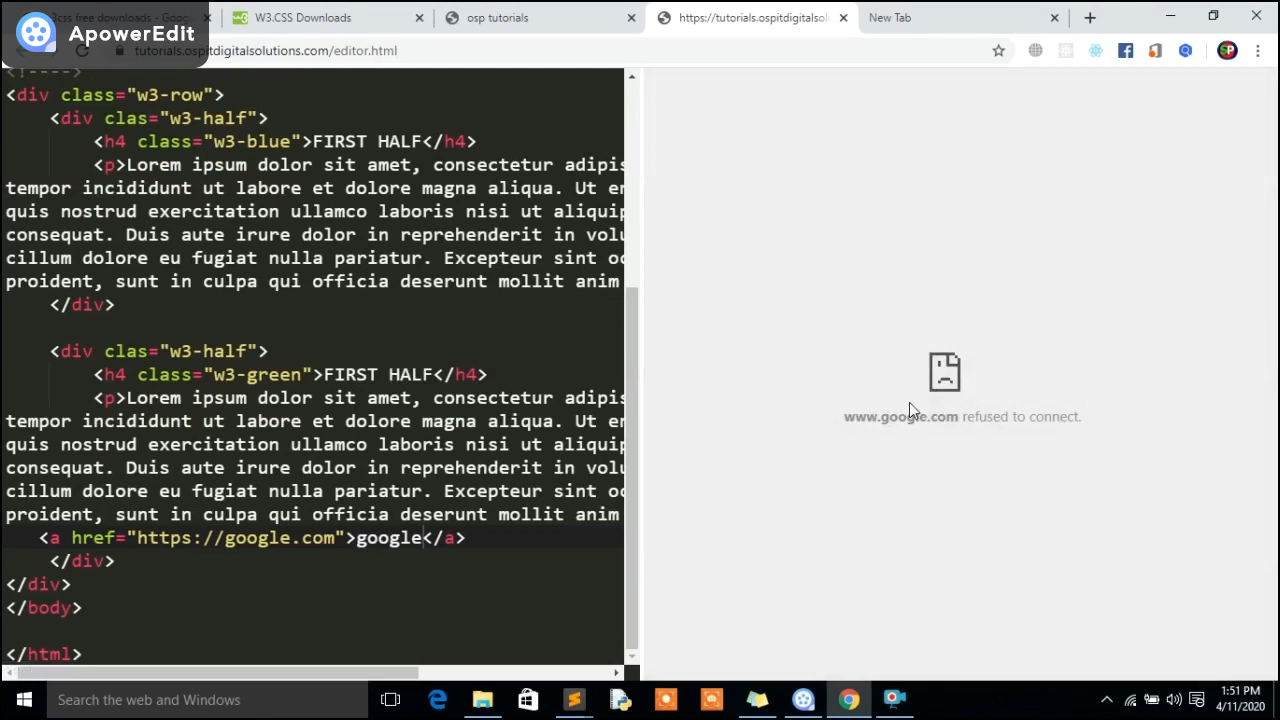 3css free downloads - Goo
W3.CSS Downloads
osp tutorials
https://tutorials.ospitdigitalsol
New Tab
ApowerEdit
tutorials.ospitdigitalsolutions.com/editor.html
<!---->
<div class="w3-row">
<div clas="w3-half">
<h4 class="w3-blue">FIRST HALF</h4>
<p>Lorem ipsum dolor sit amet, consectetur adipis
tempor incididunt ut labore et dolore magna aliqua. Ut en
quis nostrud exercitation ullamco laboris nisi ut aliquip
consequat. Duis aute irure dolor in reprehenderit in volu
cillum dolore eu fugiat nulla pariatur. Excepteur sint oc
proident, sunt in culpa qui officia deserunt mollit anim
</div>
<div clas="w3-half">
<h4 class="w3-green">FIRST HALF</h4>
<p>Lorem ipsum dolor sit amet, consectetur adipis
tempor incididunt ut labore et dolore magna aliqua. Ut en
quis nostrud exercitation ullamco laboris nisi ut aliquip
consequat. Duis aute irure dolor in reprehenderit in volu
cillum dolore eu fugiat nulla pariatur. Excepteur sint oc
proident, sunt in culpa qui officia deserunt mollit anim
<a href="https://google.com">google</a>
</div>
</div>
</body>
</html>
www.google.com refused to connect.
SP
Search the web and Windows
1:51 PM
4/11/2020